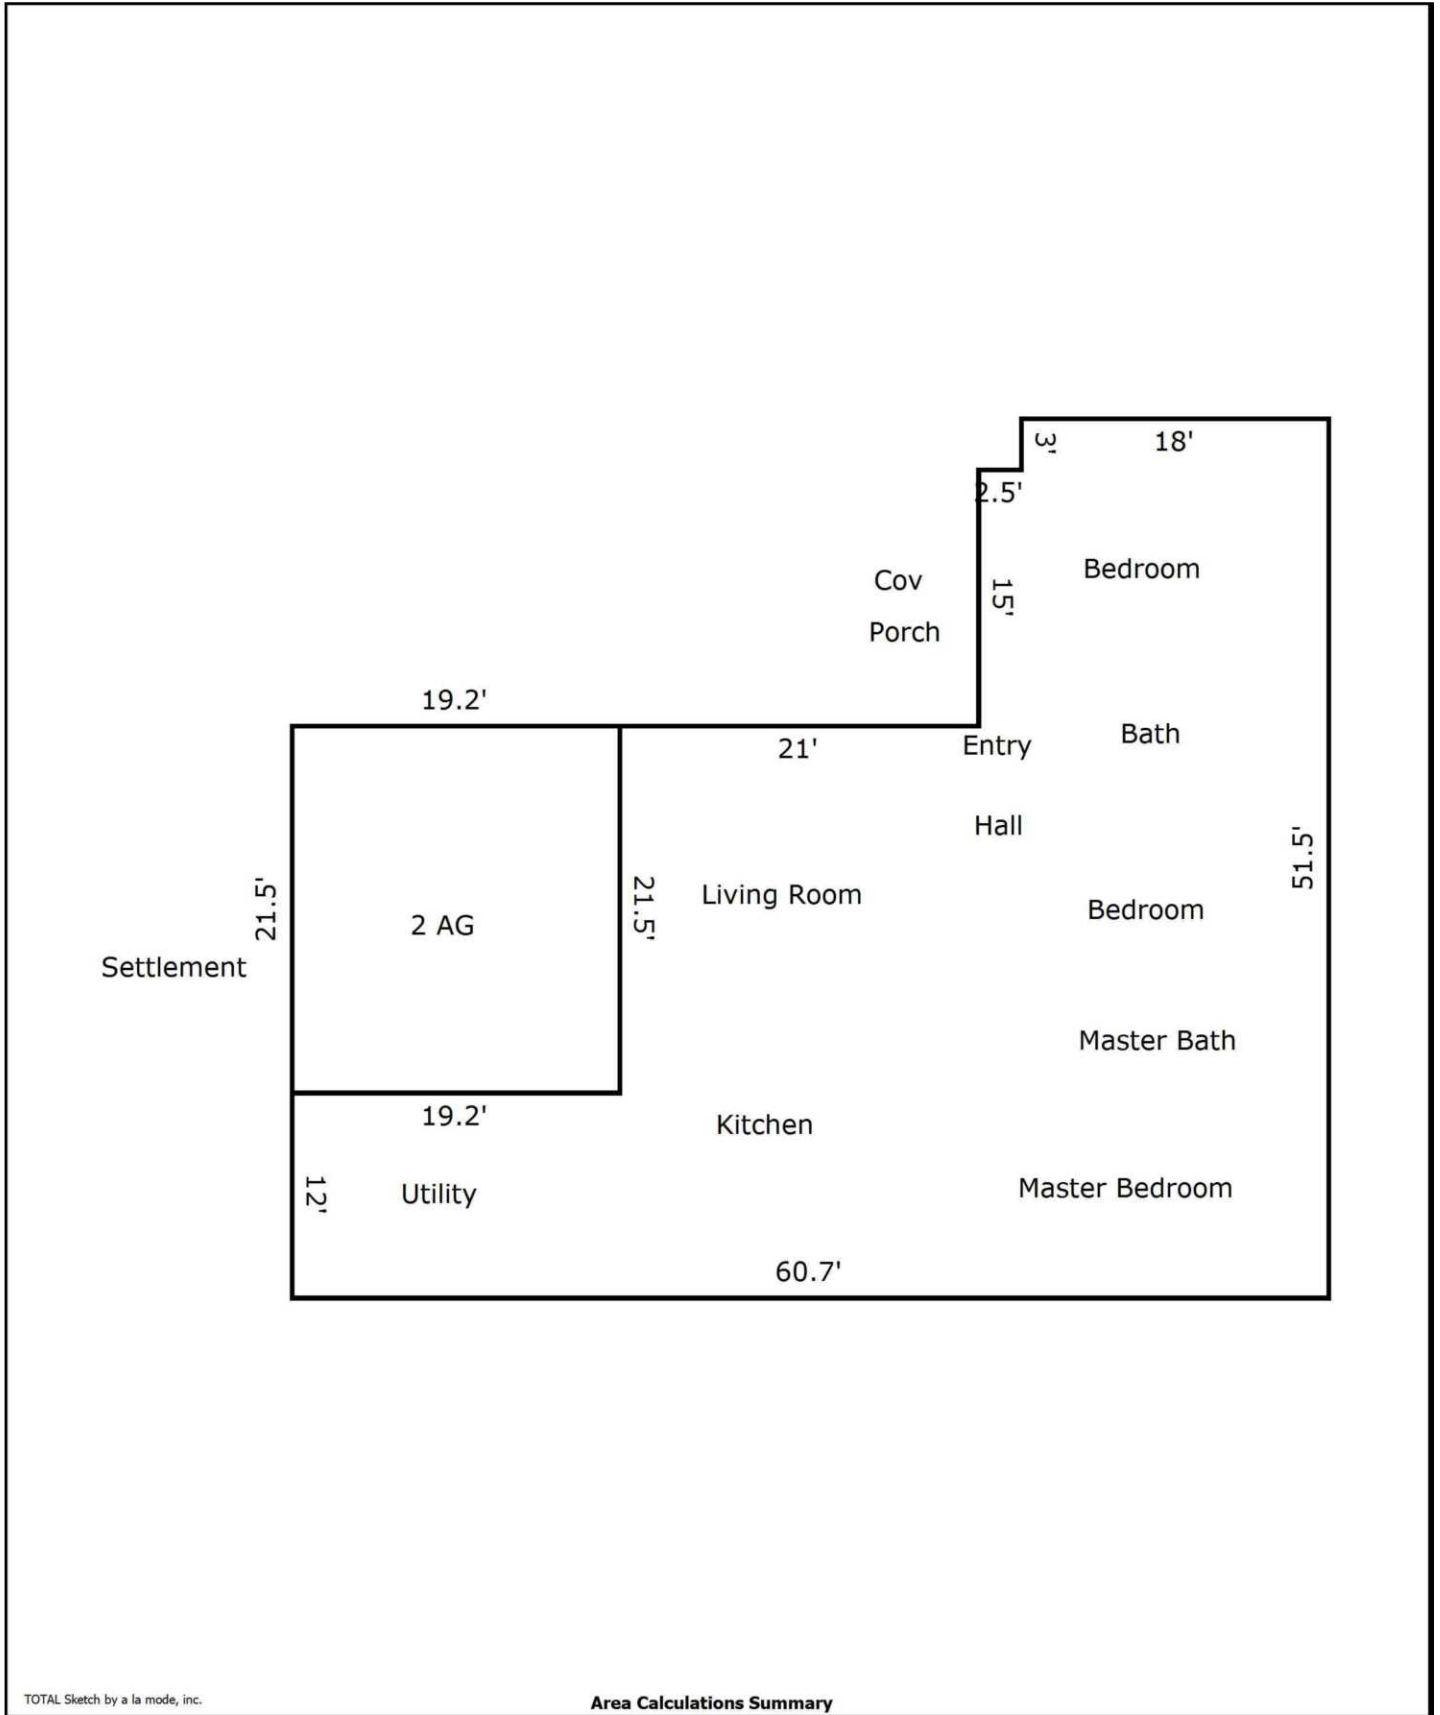 3'
18'
2.5'
Bedroom
Cov
15'
Porch
19.2'
21'
Entry
Bath
Hall
51.5'
21.5'
21.5'
Living Room
Bedroom
2 AG
Settlement
Master Bath
19.2'
Kitchen
12'
Utility
Master Bedroom
60.7'
TOTAL Sketch by a la mode, inc.
Area Calculations Summary